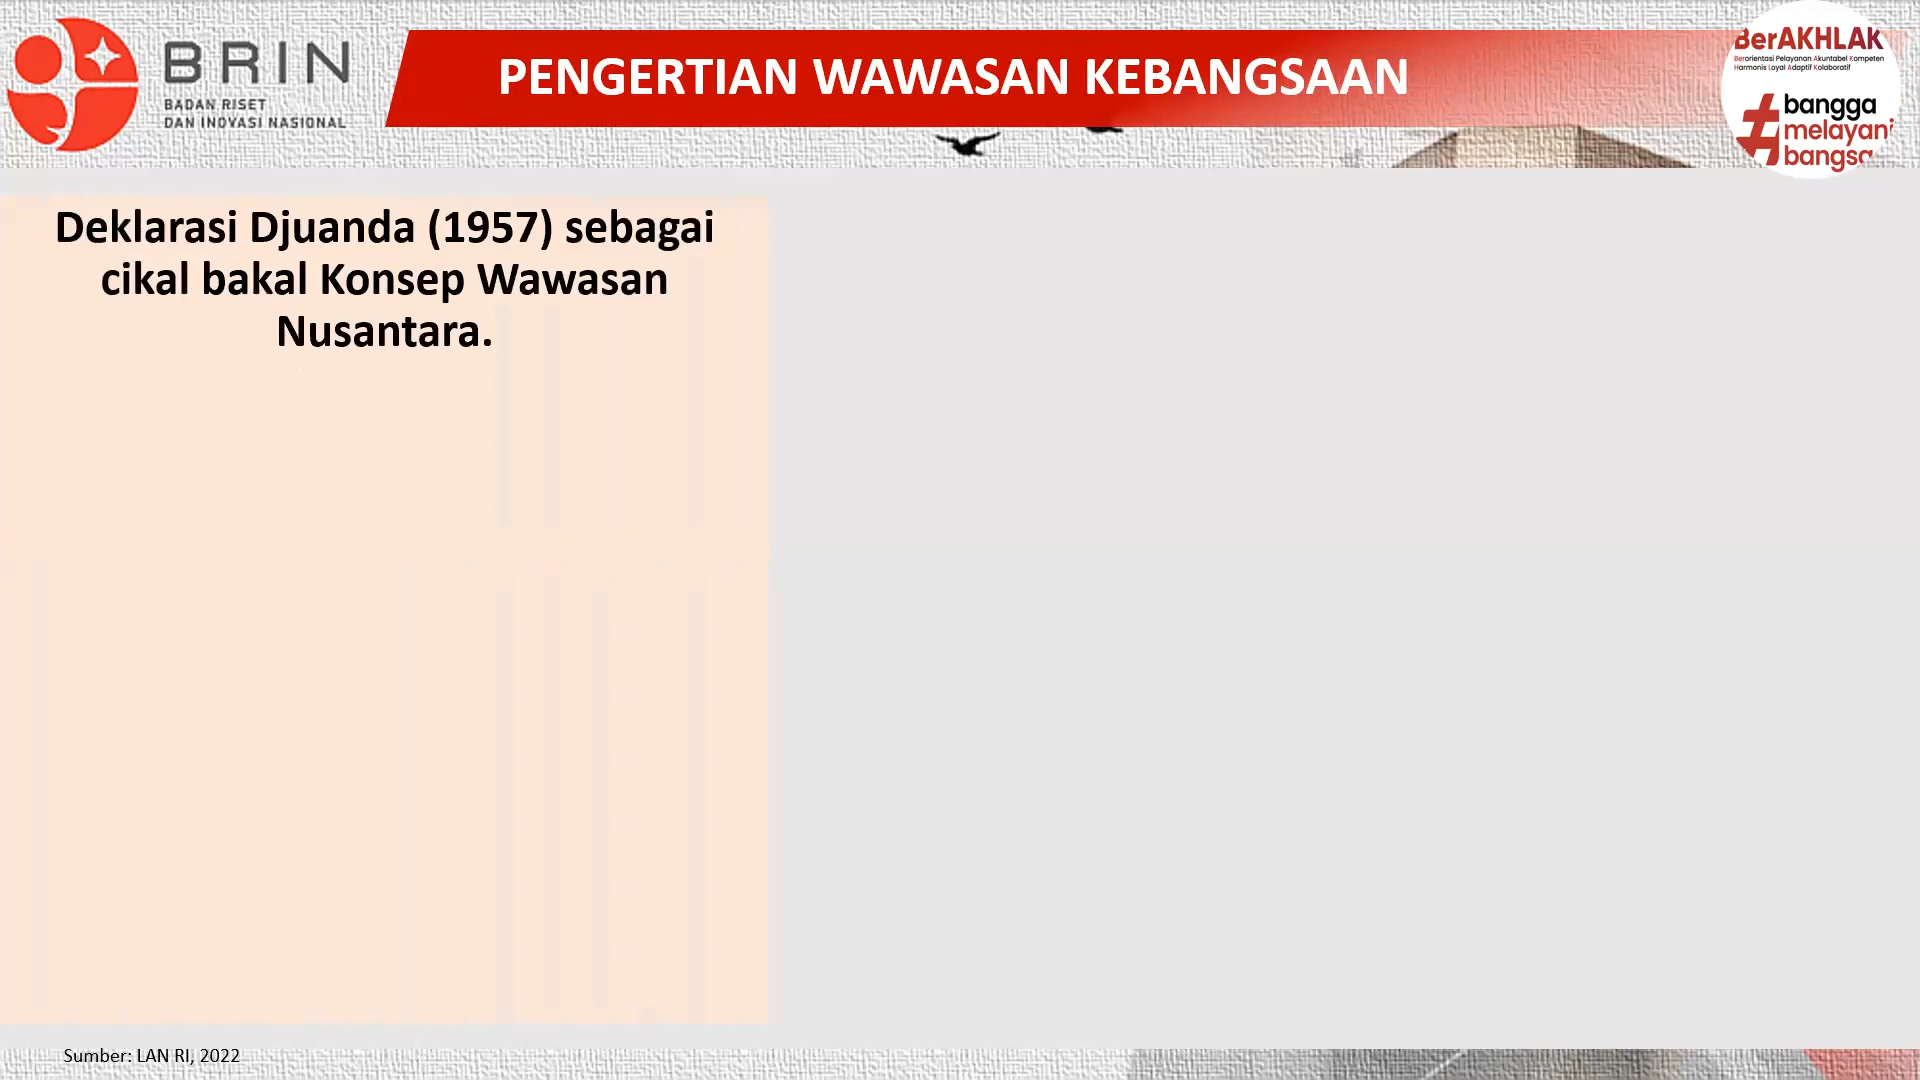 BRIN
BADAN RISET
DAN INOVASI NASIONAL
PENGERTIAN WAWASAN KEBANGSAAN
BerAKHLAK
Berorientasi Pelayanan Akuntabel Kompeten
Harmonis Loyal Adaptif Kolaboratif
#bangga
melayani
bangsa
Deklarasi Djuanda (1957) sebagai
cikal bakal Konsep Wawasan
Nusantara.
Sumber: LAN RI, 2022